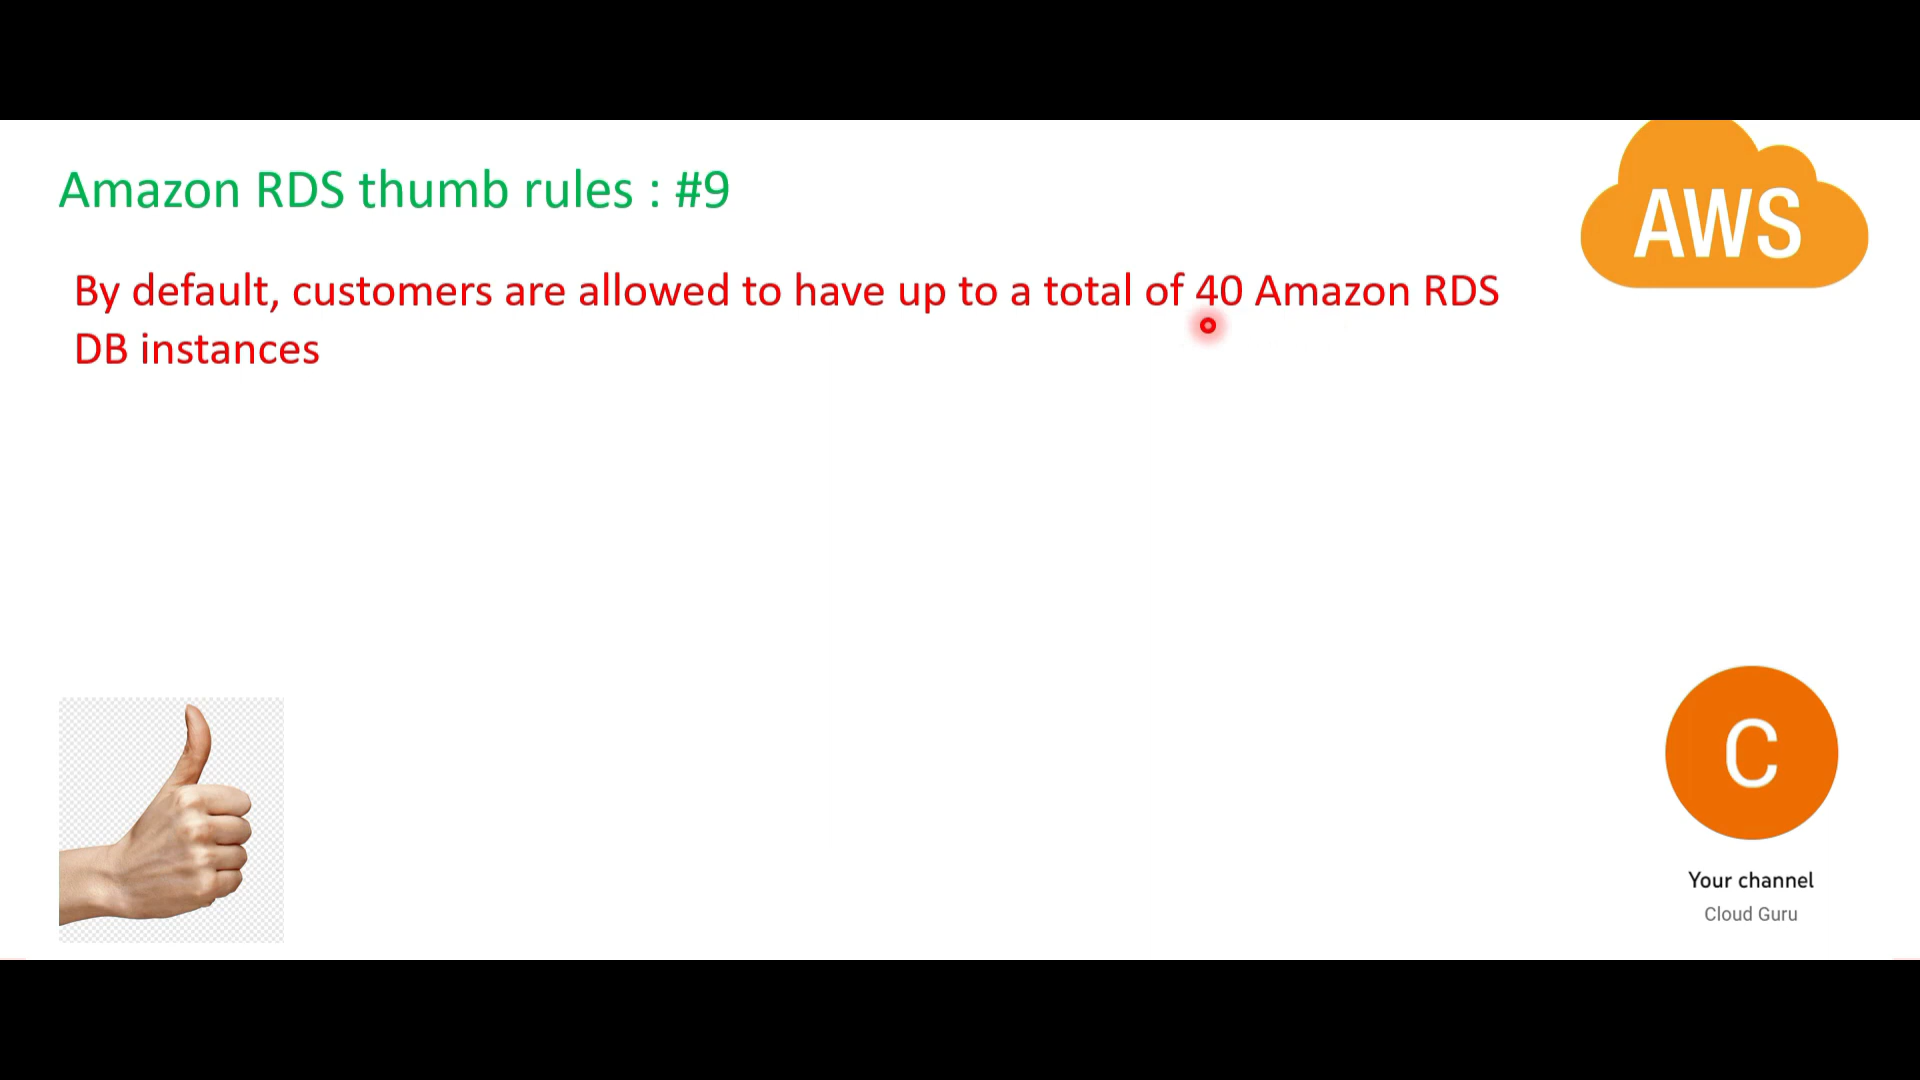 Amazon RDS thumb rules : #9
AWS
By default, customers are allowed to have up to a total of 40 Amazon RDS
DB instances
C
Your channel
Cloud Guru